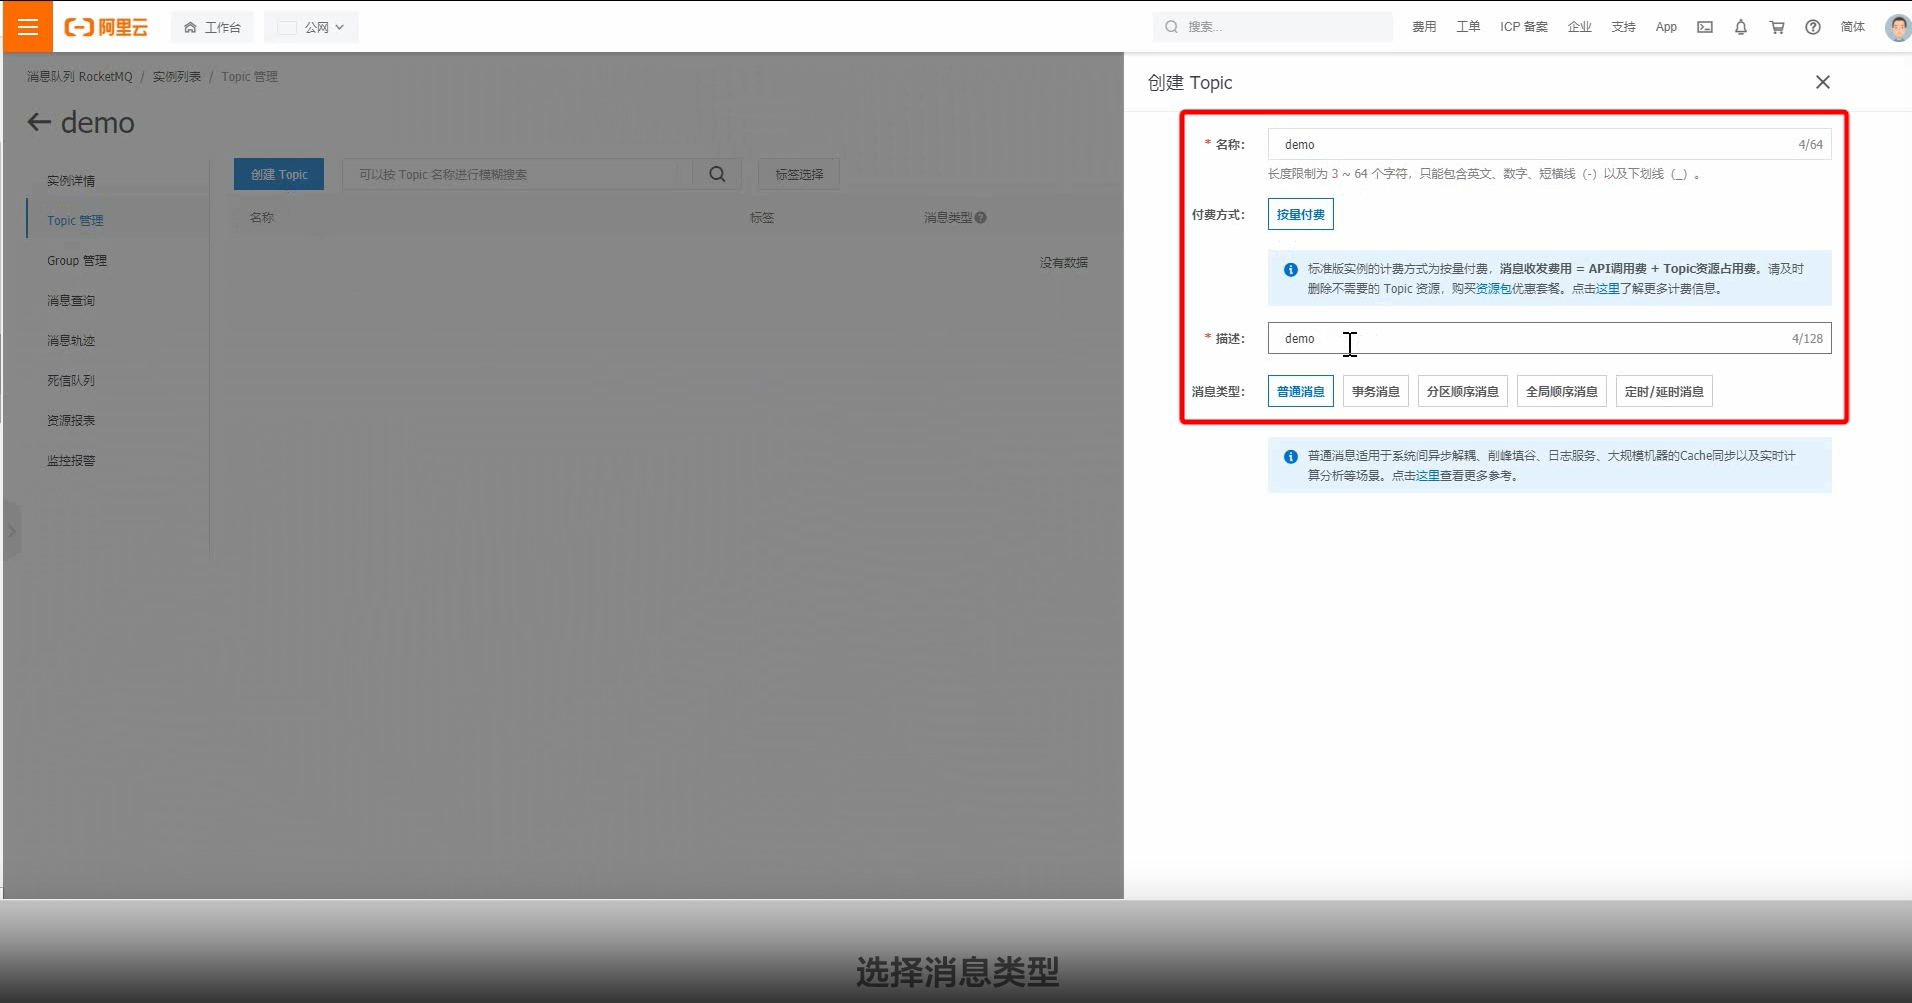 阿里云
工作台
公网
搜索...
费用
工单
ICP 备案
企业
支持
App
简体
消息队列 RocketMQ / 实例列表 / Topic 管理
demo
实例详情
Topic 管理
Group 管理
消息查询
消息轨迹
死信队列
资源报表
监控报警
创建 Topic
可以按 Topic 名称进行模糊搜索
标签选择
名称
标签
消息类型
没有数据
创建 Topic
* 名称: demo 4/64
长度限制为 3 ~ 64 个字符，只能包含英文、数字、短横线（-）以及下划线（_）。
付费方式: 按量付费
标准版实例的计费方式为按量付费，消息收发费用 = API调用费 + Topic资源占用费。请及时
删除不需要的 Topic 资源，购买资源包优惠套餐。点击这里了解更多计费信息。
* 描述: demo 4/128
消息类型: 普通消息 事务消息 分区顺序消息 全局顺序消息 定时/延时消息
普通消息适用于系统间异步解耦、削峰填谷、日志服务、大规模机器的Cache同步以及实时计
算分析等场景。点击这里查看更多参考。
选择消息类型